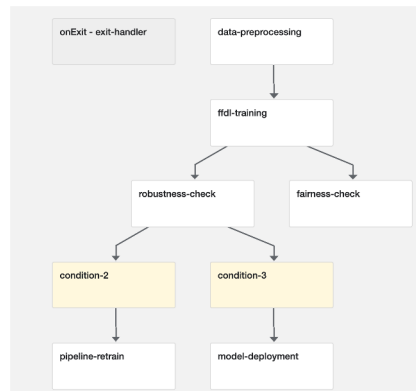 onExit - exit-handler
data-preprocessing
ffdl-training
robustness-check
fairness-check
condition-2
condition-3
pipeline-retrain
model-deployment